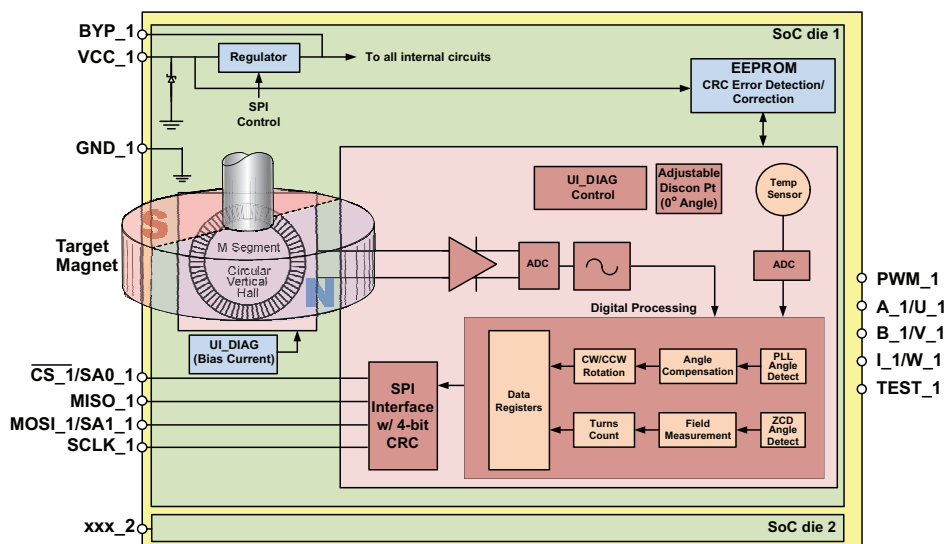 BYP_1
VCC_1
SoC die 1
Regulator
To all internal circuits
SPI
Control
EEPROM
CRC Error Detection/
Correction
GND_1
UI_DIAG
Control
Adjustable
Discon Pt
(0° Angle)
Temp
Sensor
S
Target
Magnet
M Segment
Circular
Vertical
Hall
N
ADC
ADC
UI_DIAG
(Bias Current)
Digital Processing
Data
Registers
CW/CCW
Rotation
Angle
Compensation
PLL
Angle
Detect
Turns
Count
Field
Measurement
ZCD
Angle
Detect
SPI
Interface
w/ 4-bit
CRC
CS_1/SA0_1
MISO_1
MOSI_1/SA1_1
SCLK_1
PWM_1
A_1/U_1
B_1/V_1
I_1/W_1
TEST_1
xxx_2
SoC die 2